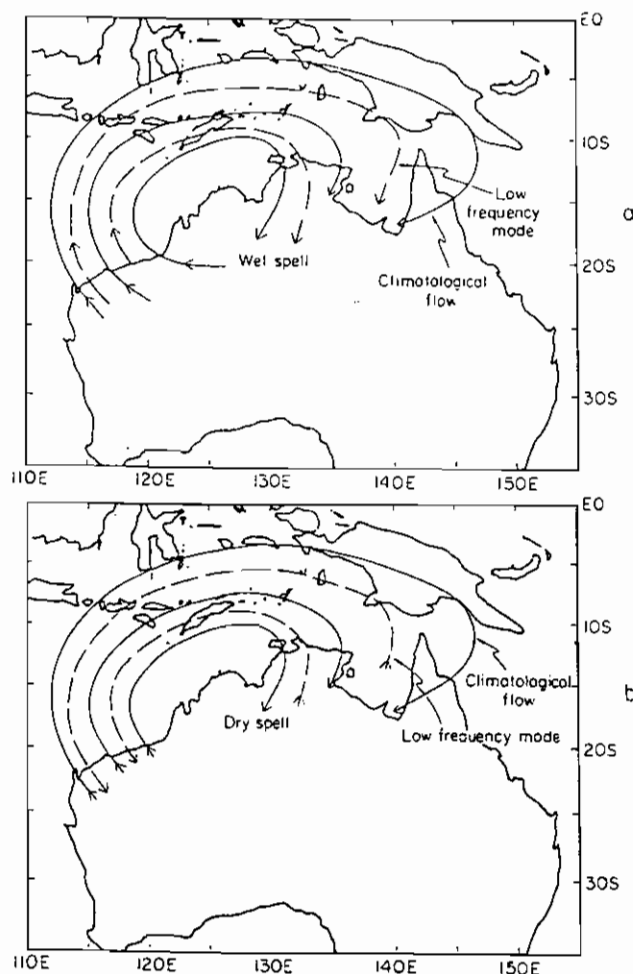 EQ
10S
Low
frequency
mode
a
Wet spell
20S
Climatological
flow
30S
110E 120E 130E 140E 150E
EQ
10S
Climatological
flow
b
Low frequency mode
Dry spell
20S
30S
110E 120E 130E 140E 150E